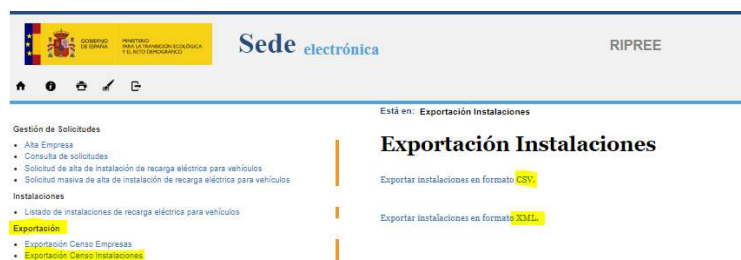 GOBIERNO
DE ESPAÑA
MINISTERIO
PARA LA TRANSICIÓN ECOLÓGICA
Y EL RETO DEMOGRÁFICO
Sede electrónica
RIPREE
Está en: Exportación Instalaciones
Gestión de Solicitudes
Alta Empresa
Consulta de solicitudes
Solicitud de alta de instalación de recarga eléctrica para vehículos
Solicitud masiva de alta de instalación de recarga eléctrica para vehículos
Instalaciones
Listado de instalaciones de recarga eléctrica para vehículos
Exportación
Exportación Censo Empresas
Exportación Censo Instalaciones
Exportación Instalaciones
Exportar instalaciones en formato CSV.
Exportar instalaciones en formato XML.